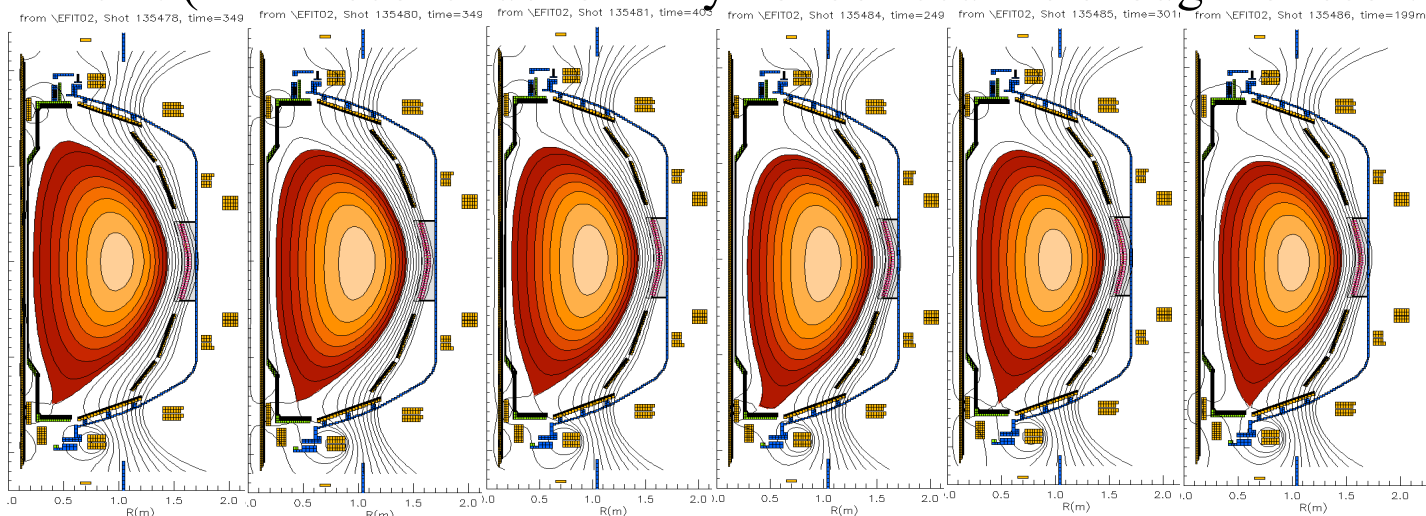 from \EFIT02, Shot 135478, time=349
from \EFIT02, Shot 135480, time=349
from \EFIT02, Shot 135481, time=403
from \EFIT02, Shot 135484, time=249
from \EFIT02, Shot 135485, time=301
from \EFIT02, Shot 135486, time=199m
.0 0.5 1.0 1.5 2.0
.0 0.5 1.0 1.5 2.0
.0 0.5 1.0 1.5 2.0
.0 0.5 1.0 1.5 2.0
.0 0.5 1.0 1.5 2.0
.0 0.5 1.0 1.5 2.0
R(m)
R(m)
R(m)
R(m)
R(m)
R(m)